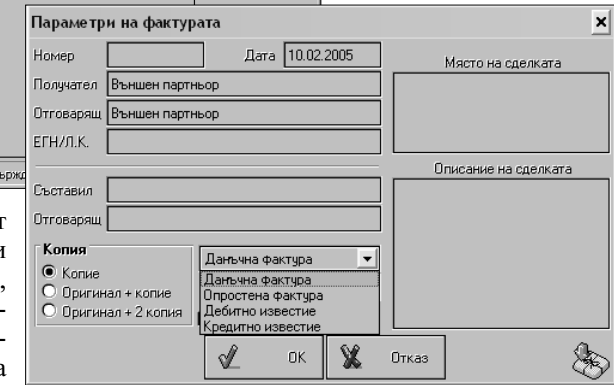 Параметри на фактурата
Номер
Дата 10.02.2005
Получател Външен партньор
Отговарящ Външен партньор
ЕГН/Л.К.
Място на сделката
Описание на сделката
Съставил
Отговарящ
Копия
Копие
Оригинал + копие
Оригинал + 2 копия
Данъчна фактура
Данъчна фактура
Опростена фактура
Дебитно известие
Кредитно известие
OK
Отказ